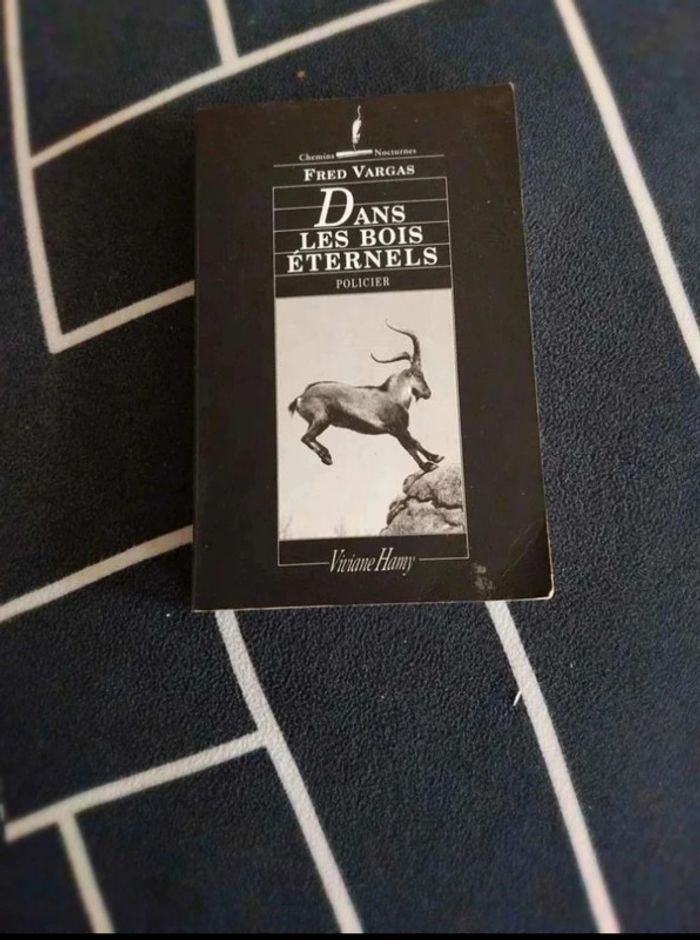 Chemins Nocturnes
FRED VARGAS
DANS
LES BOIS
ÉTERNELS
POLICIER
Viviane Hamy